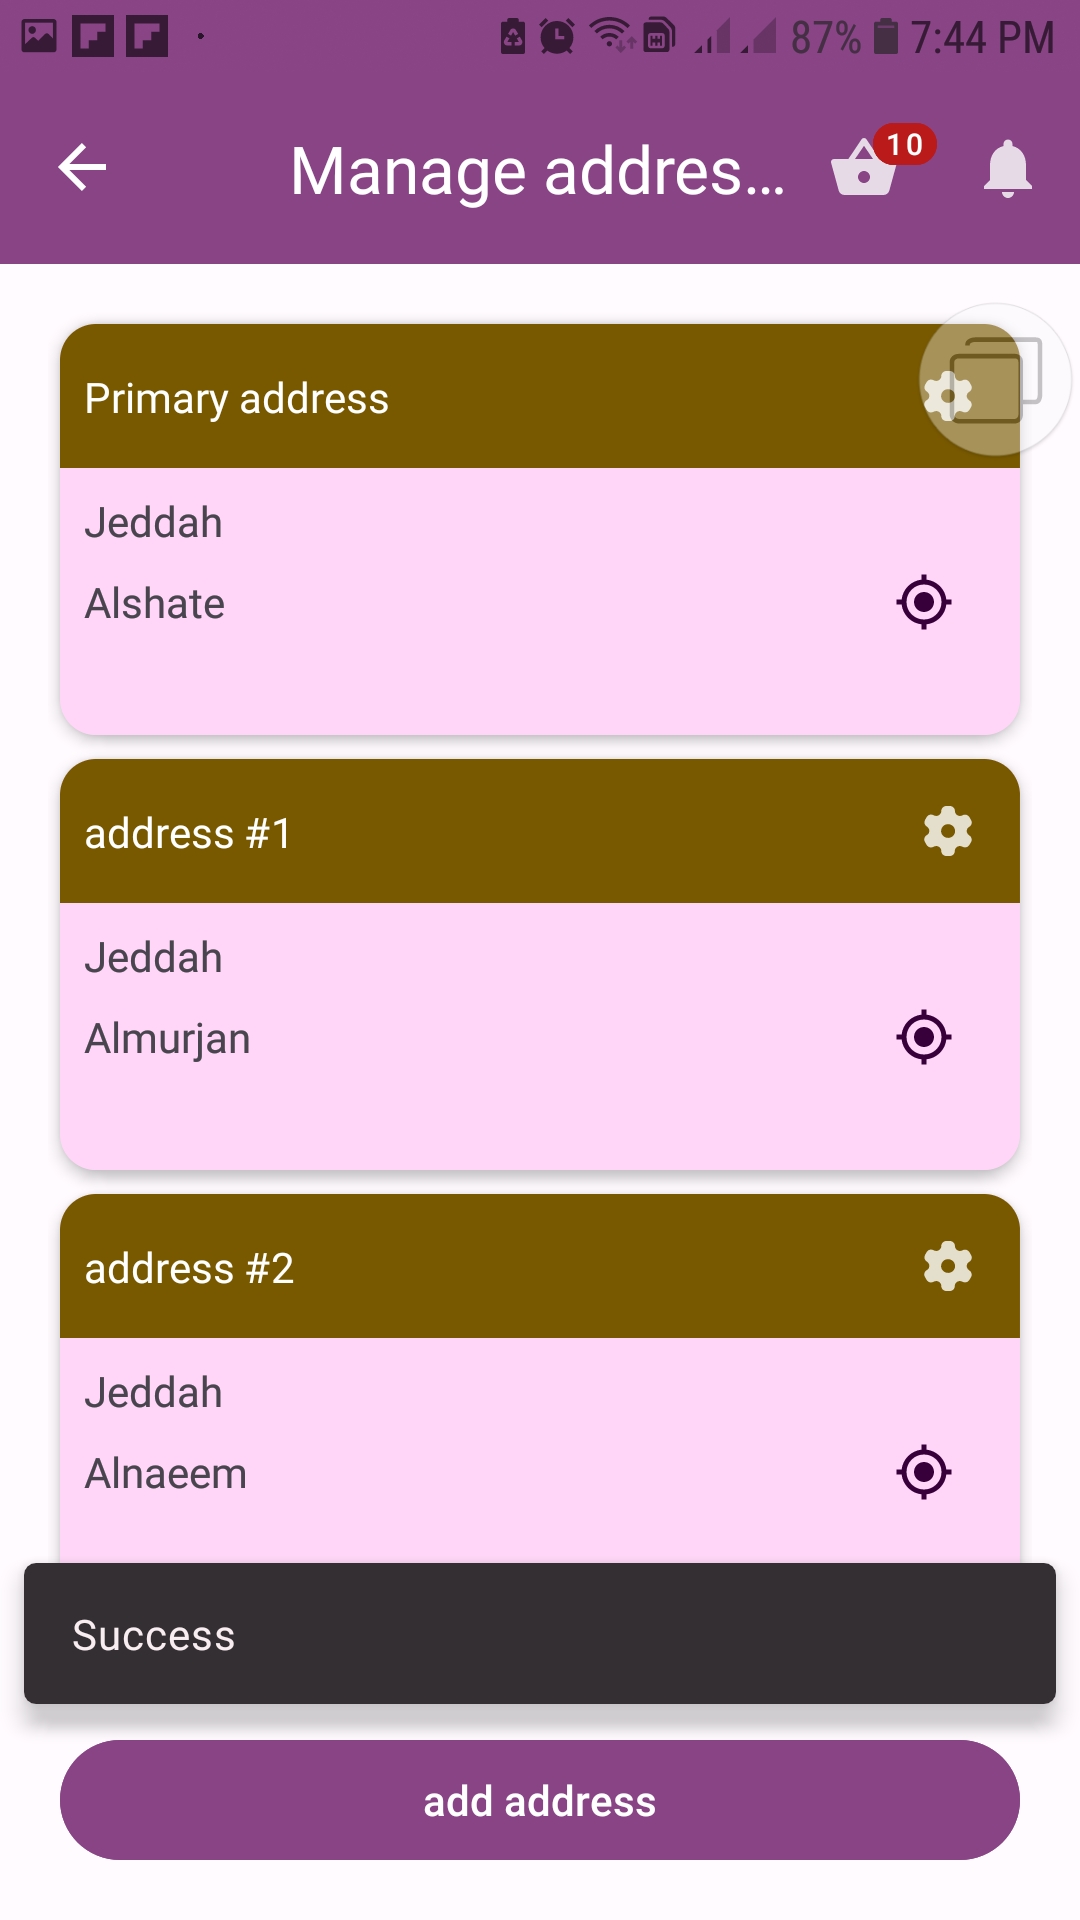 87% 7:44 PM
Manage addres...
10
Primary address
Jeddah
Alshate
address #1
Jeddah
Almurjan
address #2
Jeddah
Alnaeem
Success
add address